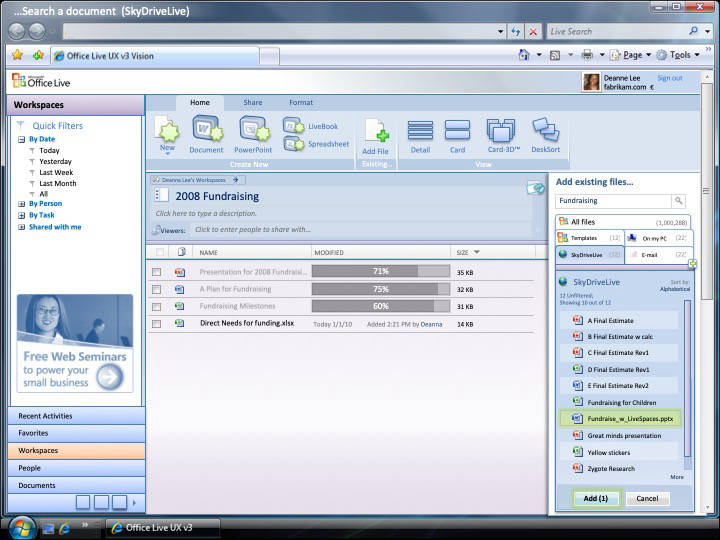 ...Search a document (SkyDriveLive)
Live Search
Office Live UX v3 Vision
Page
Tools
Microsoft
Office Live
Deanne Lee
fabrikam.com €
Sign out
Workspaces
Quick Filters
By Date
Today
Yesterday
Last Week
Last Month
All
By Person
By Task
Shared with me
Free Web Seminars
to power your
small business
Recent Activities
Favorites
Workspaces
People
Documents
Home
Share
Format
New
Document
PowerPoint
LiveBook
Spreadsheet
Create New
Add File
Existing...
Detail
Card
Card-3D™
DeskSort
View
Deanna Lee's Workspaces
2008 Fundraising
Click here to type a description.
Viewers: Click to enter people to share with...
NAME MODIFIED SIZE
Presentation for 2008 Fundraisi... 71% 35 KB
A Plan for Fundraising 75% 32 KB
Fundraising Milestones 60% 31 KB
Direct Needs for funding.xlsx Today 1/1/10 Added 2:21 PM by Deanna 14 KB
Add existing files...
Fundraising
All files (1,000,288)
Templates (12) On my PC (22)
SkyDriveLive (12) E-mail (22)
SkyDriveLive
Sort by:
Alphabetical
12 Unfiltered;
Showing 10 out of 12
A Final Estimate
B Final Estimate w calc
C Final Estimate Rev1
D Final Estimate Rev1
E Final Estimate Rev2
Fundraising for Children
Fundraise_w_LiveSpaces.pptx
Great minds presentation
Yellow stickers
Zygote Research
More
Add (1)
Cancel
Office Live UX v3